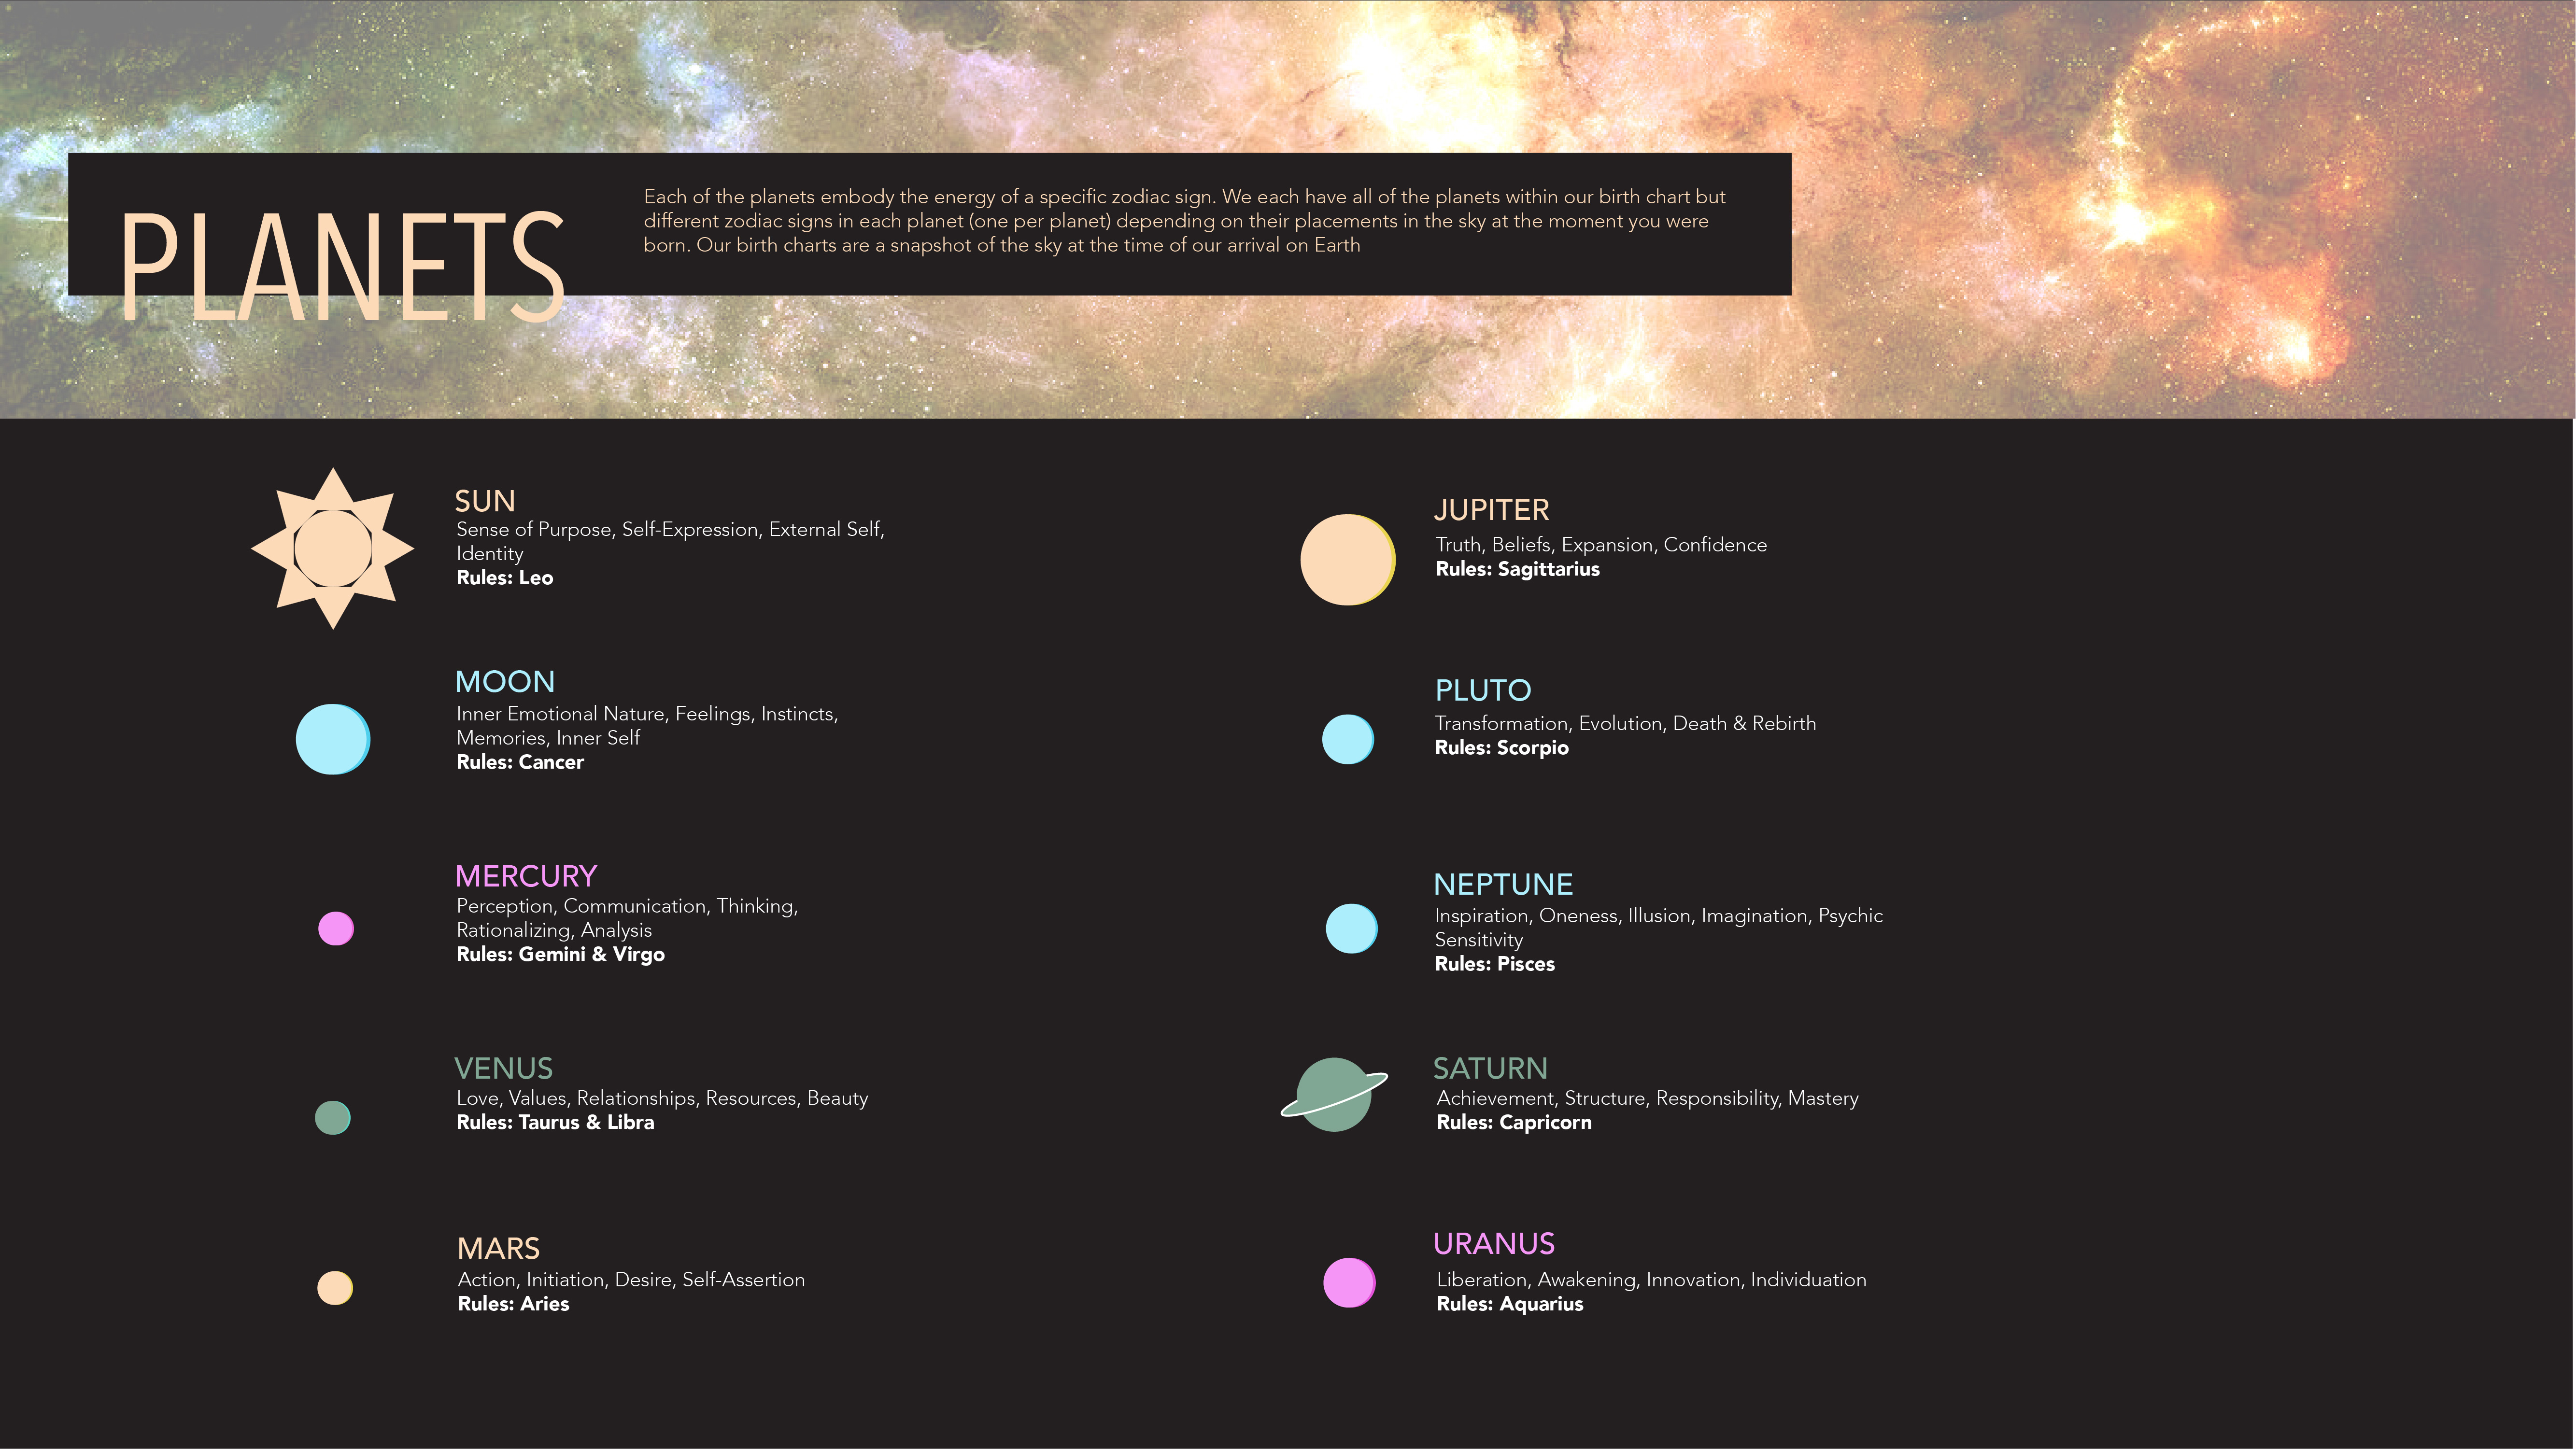 PLANETS
Each of the planets embody the energy of a specific zodiac sign. We each have all of the planets within our birth chart but
different zodiac signs in each planet (one per planet) depending on their placements in the sky at the moment you were
born. Our birth charts are a snapshot of the sky at the time of our arrival on Earth
SUN
Sense of Purpose, Self-Expression, External Self,
Identity
Rules: Leo
MOON
Inner Emotional Nature, Feelings, Instincts,
Memories, Inner Self
Rules: Cancer
MERCURY
Perception, Communication, Thinking,
Rationalizing, Analysis
Rules: Gemini & Virgo
VENUS
Love, Values, Relationships, Resources, Beauty
Rules: Taurus & Libra
MARS
Action, Initiation, Desire, Self-Assertion
Rules: Aries
JUPITER
Truth, Beliefs, Expansion, Confidence
Rules: Sagittarius
PLUTO
Transformation, Evolution, Death & Rebirth
Rules: Scorpio
NEPTUNE
Inspiration, Oneness, Illusion, Imagination, Psychic
Sensitivity
Rules: Pisces
SATURN
Achievement, Structure, Responsibility, Mastery
Rules: Capricorn
URANUS
Liberation, Awakening, Innovation, Individuation
Rules: Aquarius